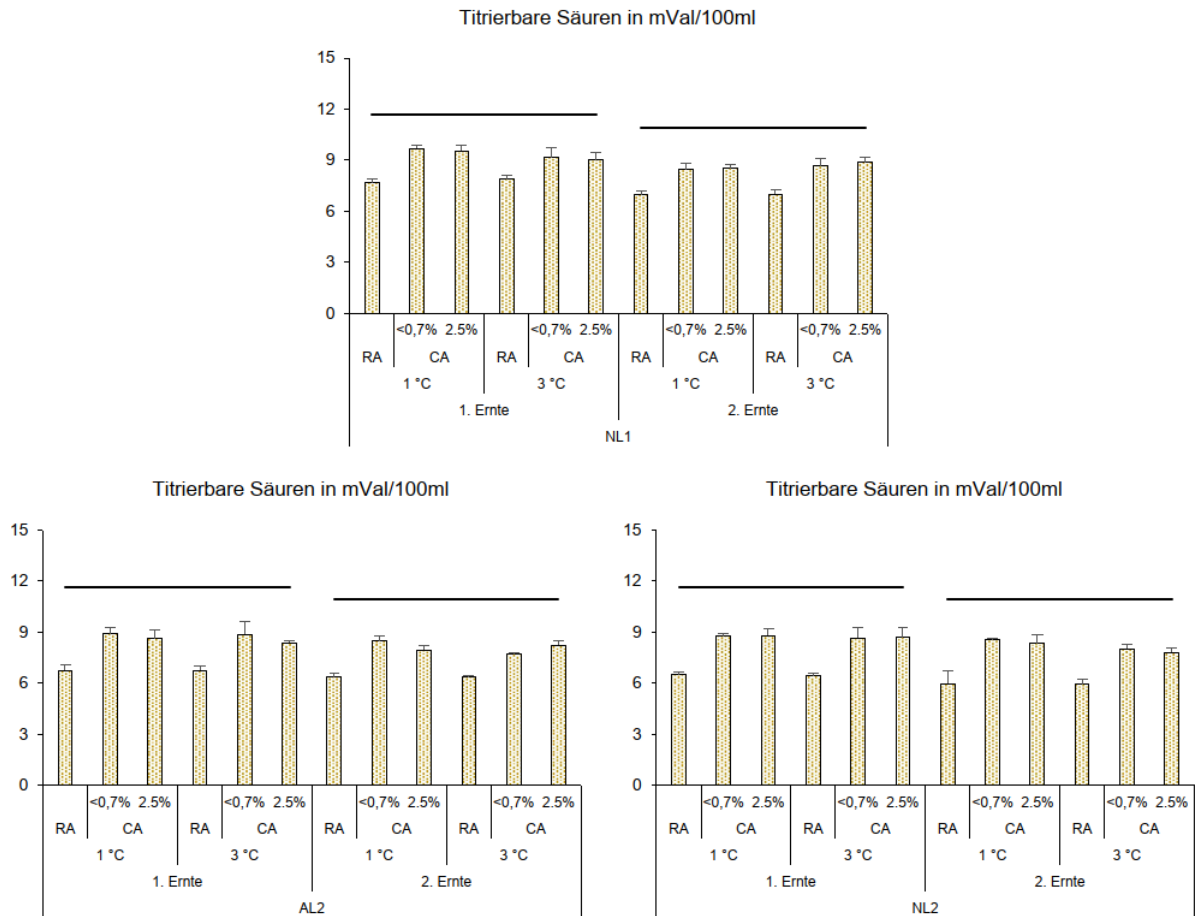 Titrierbare Säuren in mVal/100ml
15
12
9
6
3
0
<0,7% 2.5% <0,7% 2.5% <0,7% 2.5% <0,7% 2.5%
RA CA RA CA RA CA RA CA
1 °C 3 °C 1 °C 3 °C
1. Ernte 2. Ernte
NL1
Titrierbare Säuren in mVal/100ml
15
12
9
6
3
0
<0,7% 2.5% <0,7% 2.5% <0,7% 2.5% <0,7% 2.5%
RA CA RA CA RA CA RA CA
1 °C 3 °C 1 °C 3 °C
1. Ernte 2. Ernte
AL2
Titrierbare Säuren in mVal/100ml
15
12
9
6
3
0
<0,7% 2.5% <0,7% 2.5% <0,7% 2.5% <0,7% 2.5%
RA CA RA CA RA CA RA CA
1 °C 3 °C 1 °C 3 °C
1. Ernte 2. Ernte
NL2